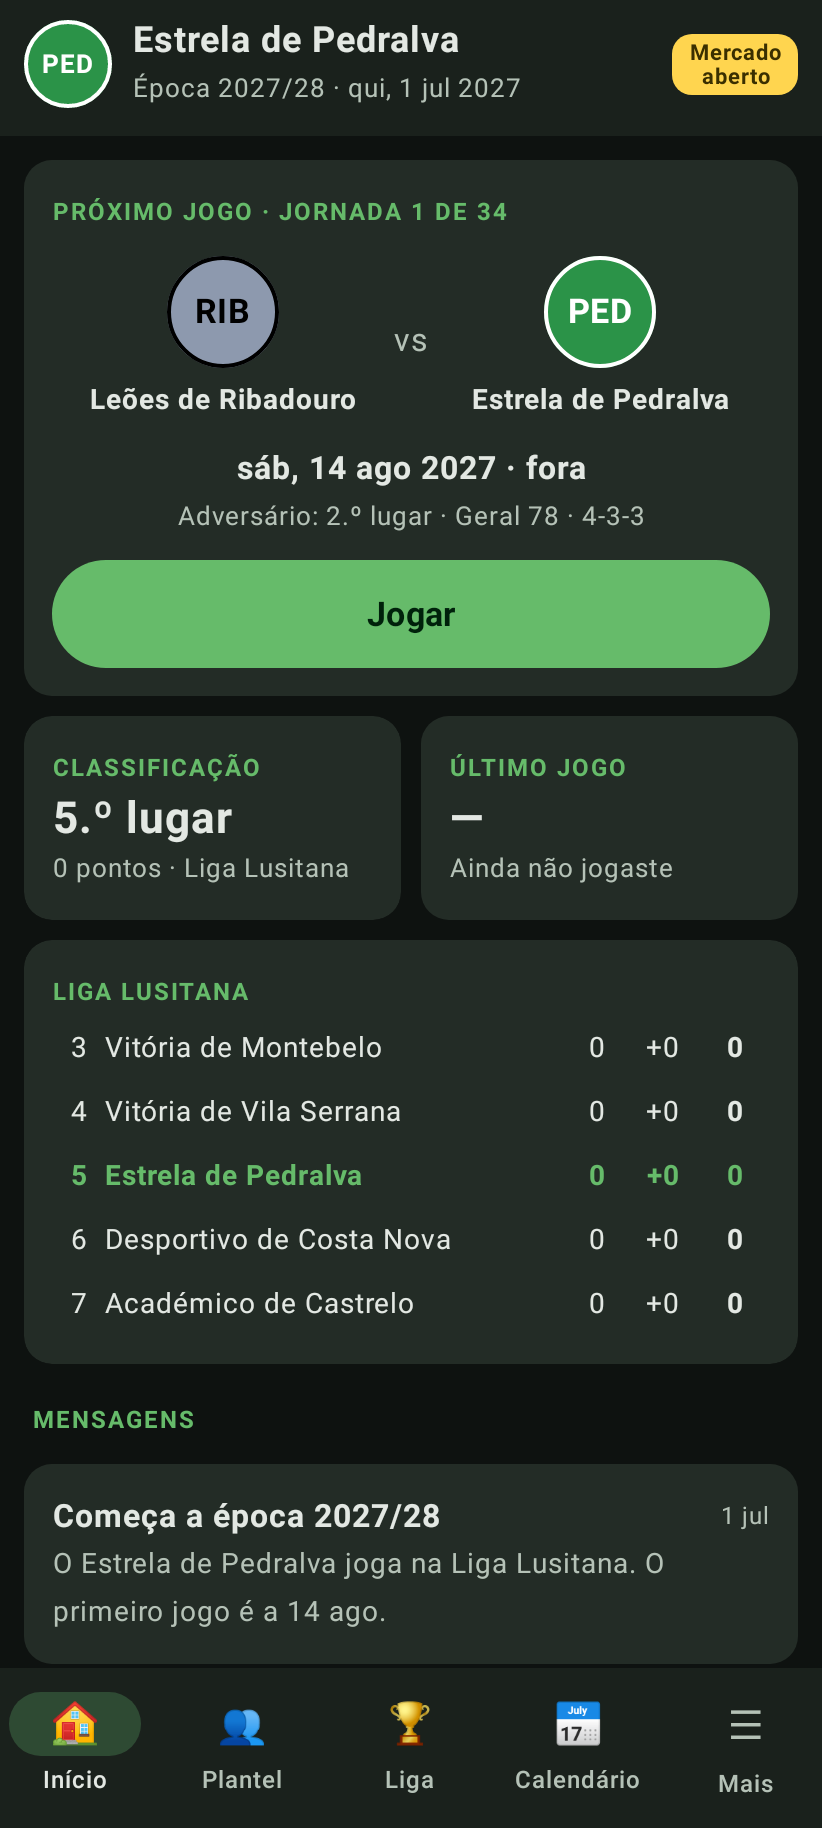 PED
Estrela de Pedralva
Época 2027/28 · qui, 1 jul 2027
Mercado
aberto
PRÓXIMO JOGO · JORNADA 1 DE 34
RIB
vs
PED
Leões de Ribadouro
Estrela de Pedralva
sáb, 14 ago 2027 · fora
Adversário: 2.º lugar · Geral 78 · 4-3-3
Jogar
CLASSIFICAÇÃO
5.º lugar
0 pontos · Liga Lusitana
ÚLTIMO JOGO
—
Ainda não jogaste
LIGA LUSITANA
3 Vitória de Montebelo 0 +0 0
4 Vitória de Vila Serrana 0 +0 0
5 Estrela de Pedralva 0 +0 0
6 Desportivo de Costa Nova 0 +0 0
7 Académico de Castrelo 0 +0 0
MENSAGENS
Começa a época 2027/28 1 jul
O Estrela de Pedralva joga na Liga Lusitana. O
primeiro jogo é a 14 ago.
July
17
Início
Plantel
Liga
Calendário
Mais